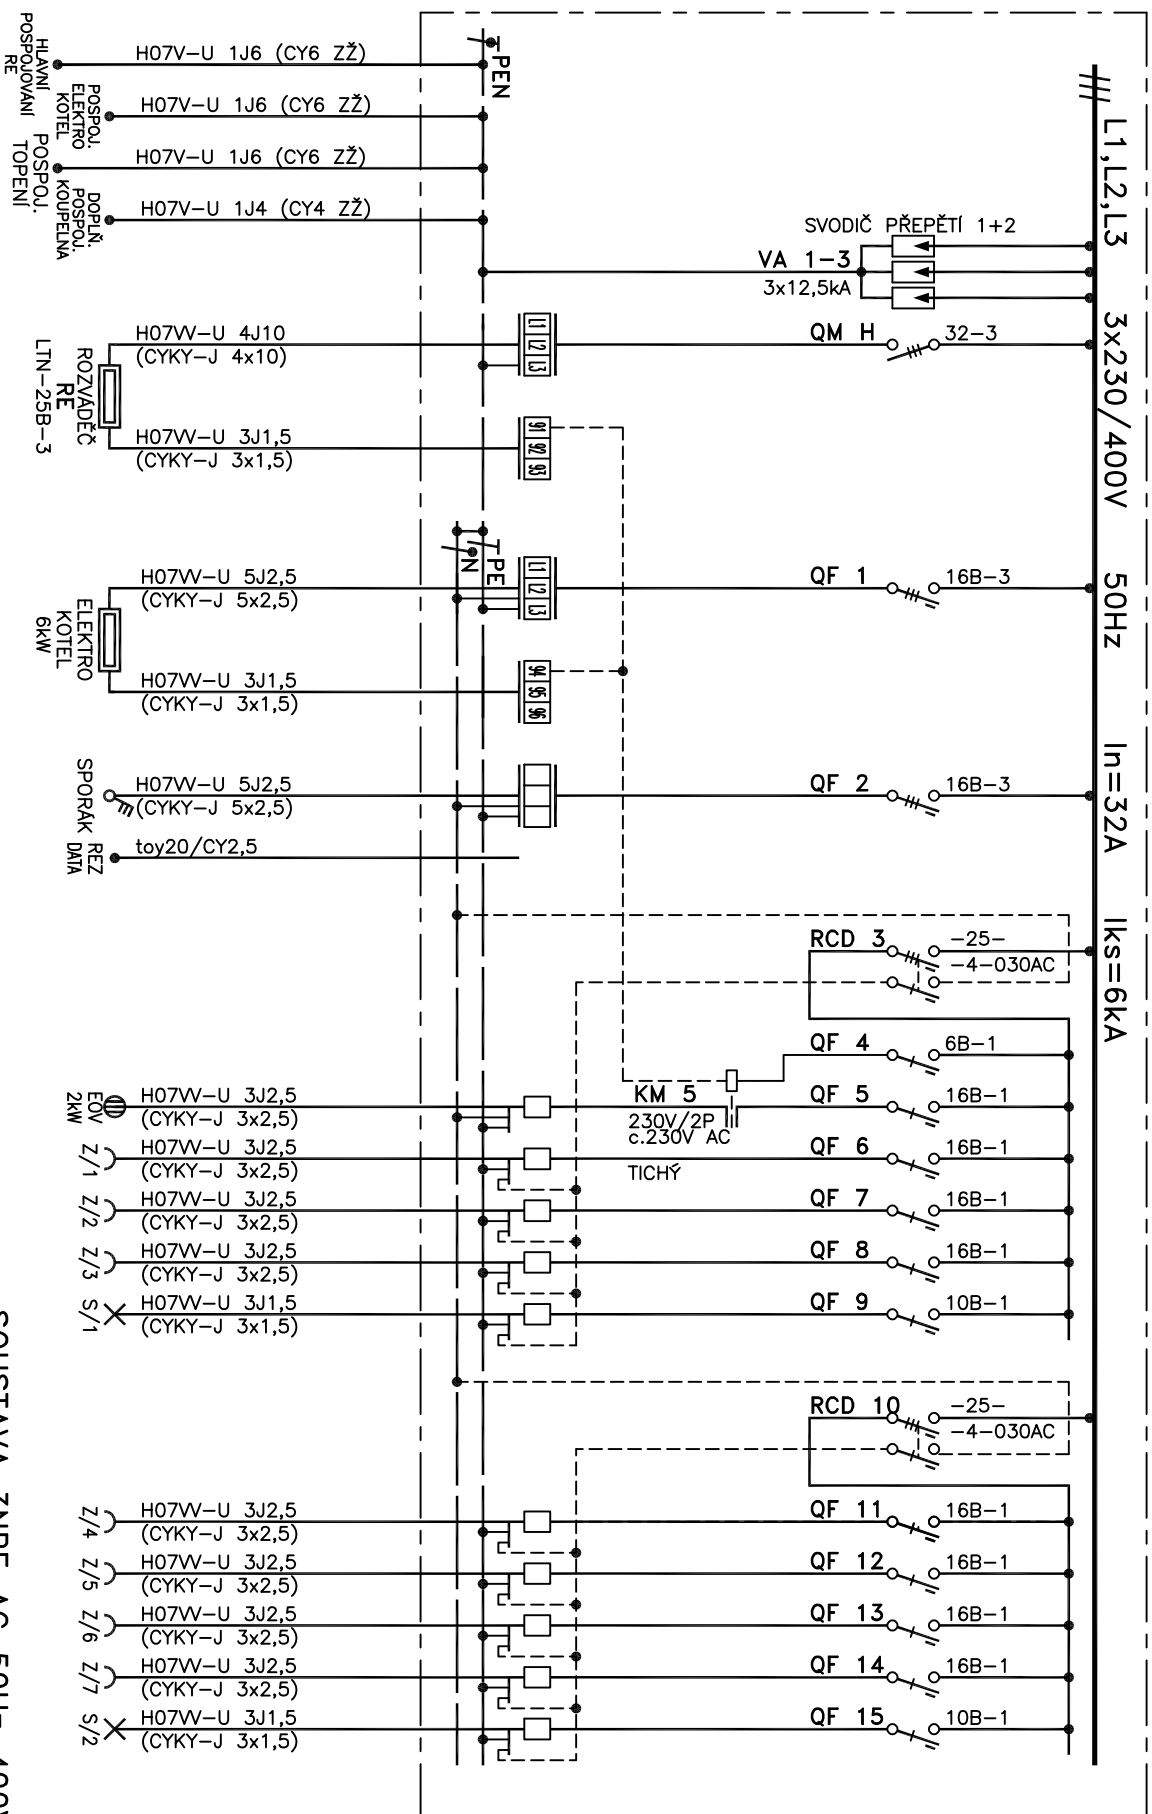 L1,L2,L3 3x230/400V 50Hz In=32A Iks=6kA
PEN
H07V-U 1J6 (CY6 ZŽ)
HLAVNÍ
POSPOJOVÁNÍ
RE
H07V-U 1J6 (CY6 ZŽ)
POSPOJ.
ELEKTRO
KOTEL
H07V-U 1J6 (CY6 ZŽ)
POSPOJ.
TOPENÍ
H07V-U 1J4 (CY4 ZŽ)
DOPLŇ.
POSPOJ.
KOUPELNA
SVODIČ PŘEPĚTÍ 1+2
VA 1-3
3x12,5kA
QM H
32-3
L1 L2 L3
H07VV-U 4J10
(CYKY-J 4x10)
ROZVÁDĚČ
RE
LTN-25B-3
91 92 93
H07VV-U 3J1,5
(CYKY-J 3x1,5)
PE
N
QF 1
16B-3
L1 L2 L3
H07VV-U 5J2,5
(CYKY-J 5x2,5)
ELEKTRO
KOTEL
6kW
94 95 96
H07VV-U 3J1,5
(CYKY-J 3x1,5)
QF 2
16B-3
H07VV-U 5J2,5
(CYKY-J 5x2,5)
SPORÁK
toy20/CY2,5
REZ
DATA
RCD 3
-25-
-4-030AC
QF 4
6B-1
KM 5
230V/2P
c.230V AC
TICHÝ
QF 5
16B-1
H07VV-U 3J2,5
(CYKY-J 3x2,5)
EOV
2kW
QF 6
16B-1
H07VV-U 3J2,5
(CYKY-J 3x2,5)
Z/1
QF 7
16B-1
H07VV-U 3J2,5
(CYKY-J 3x2,5)
Z/2
QF 8
16B-1
H07VV-U 3J2,5
(CYKY-J 3x2,5)
Z/3
QF 9
10B-1
H07VV-U 3J1,5
(CYKY-J 3x1,5)
S/1
RCD 10
-25-
-4-030AC
QF 11
16B-1
H07VV-U 3J2,5
(CYKY-J 3x2,5)
Z/4
QF 12
16B-1
H07VV-U 3J2,5
(CYKY-J 3x2,5)
Z/5
QF 13
16B-1
H07VV-U 3J2,5
(CYKY-J 3x2,5)
Z/6
QF 14
16B-1
H07VV-U 3J2,5
(CYKY-J 3x2,5)
Z/7
QF 15
10B-1
H07VV-U 3J1,5
(CYKY-J 3x1,5)
S/2